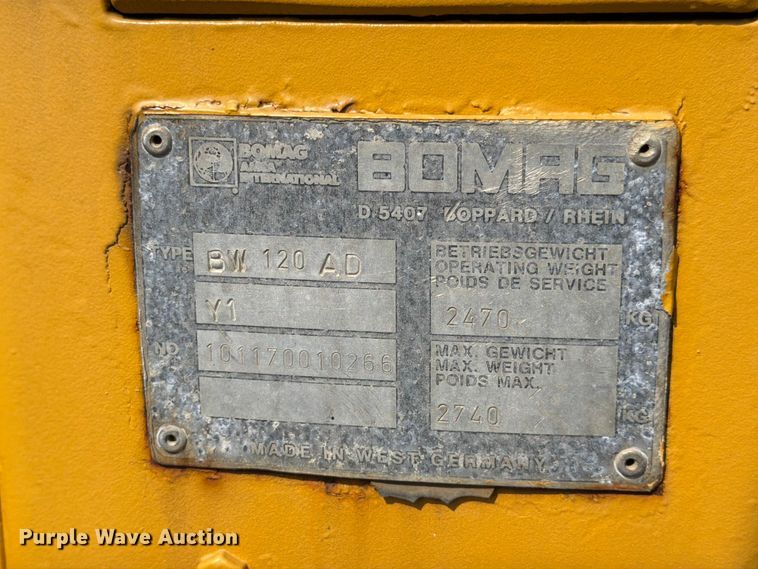 BOMAG
MENA
INTERNATIONAL
BOMAG
D 5407 BOPPARD / RHEIN
TYPE BW 120 AD
Y1
NO. 101170010266
BETRIEBSGEWICHT
OPERATING WEIGHT
POIDS DE SERVICE
2470 KG
MAX. GEWICHT
MAX. WEIGHT
POIDS MAX.
2740 KG
MADE IN WEST GERMANY
Purple Wave Auction